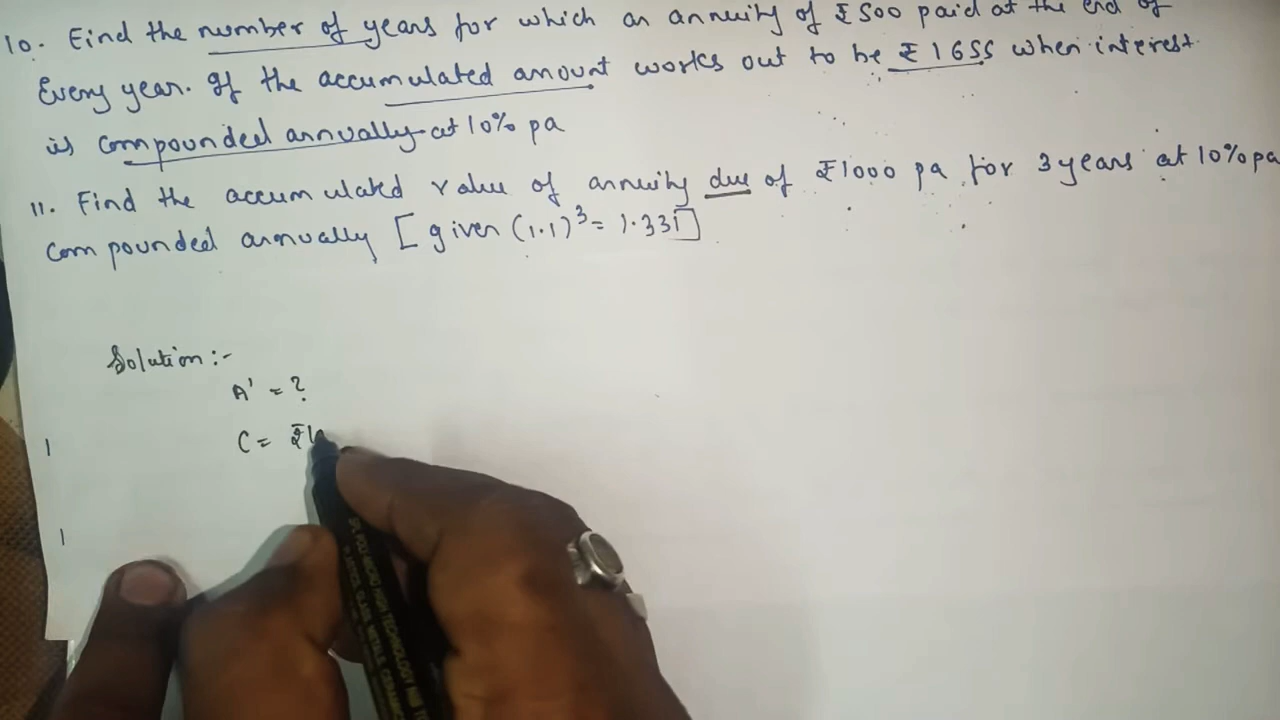 10. Find the number of years for which an annuity of ₹500 paid at the end of
Every year. If the accumulated amount works out to be ₹1655 when interest
is compounded annually at 10% pa
11. Find the accumulated value of annuity due of ₹1000 pa for 3 years at 10% pa
compounded annually [given (1.1)³ = 1.331]
Solution :-
A' = ?
C = ₹1